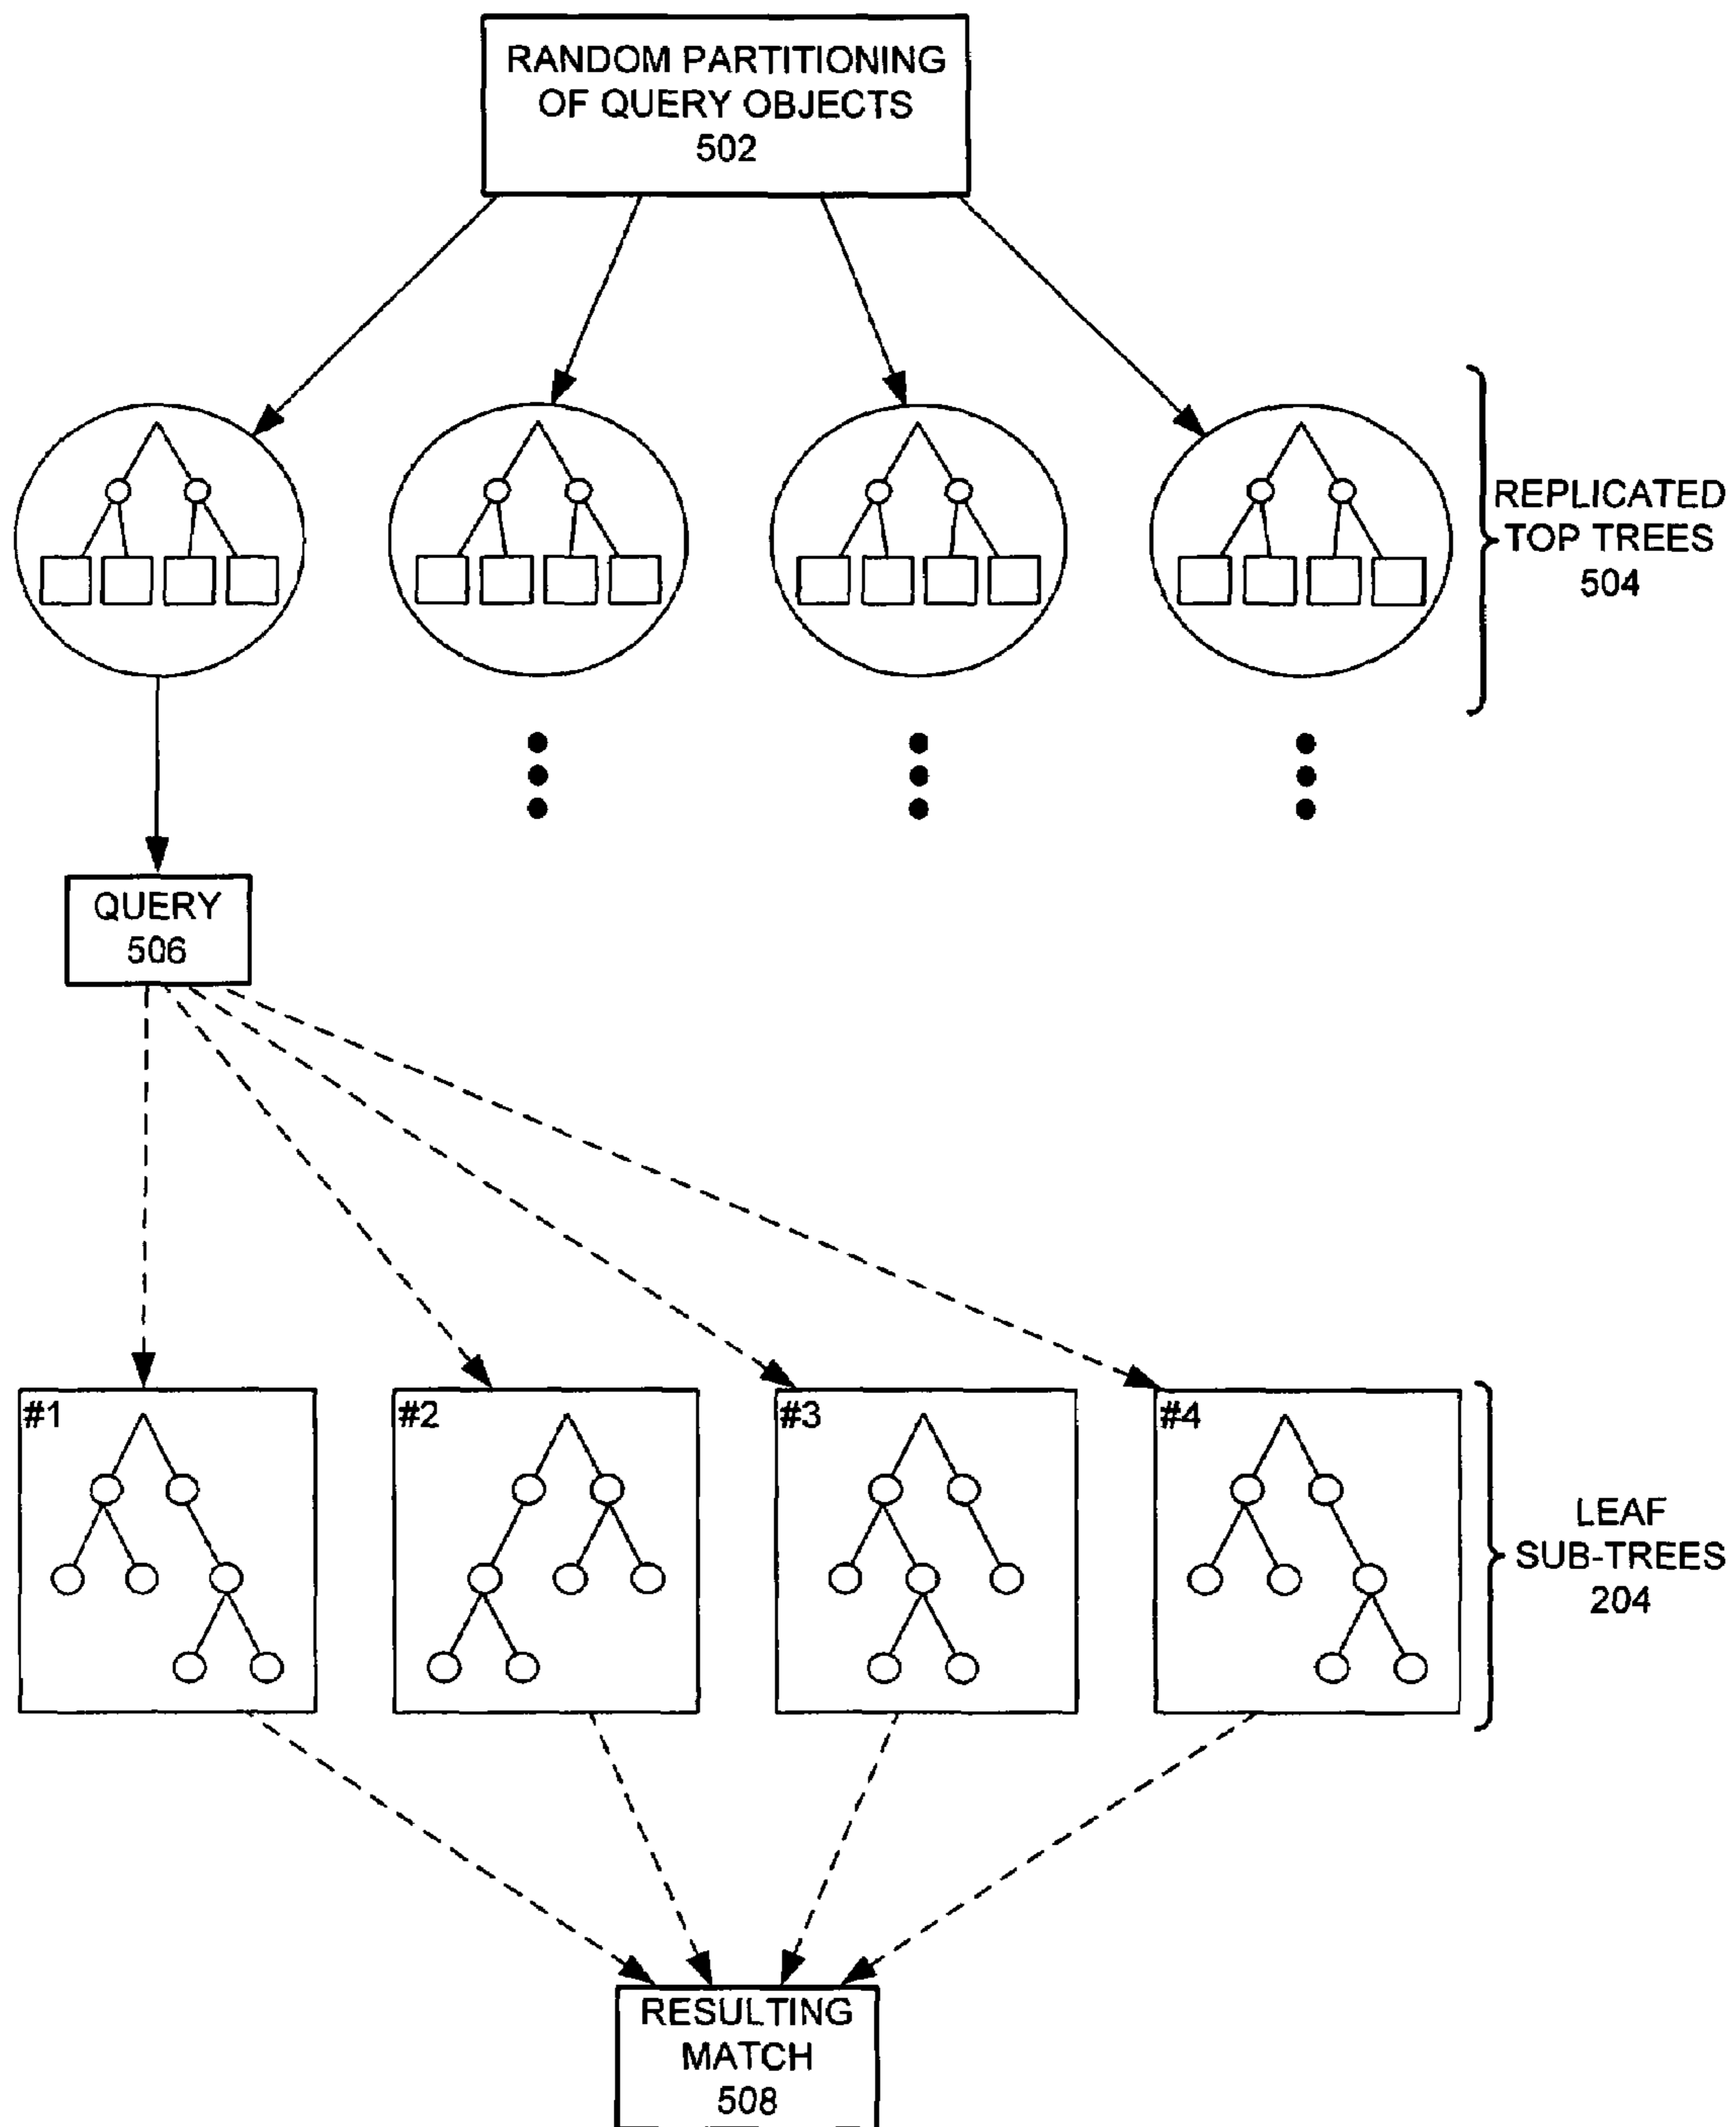 RANDOM PARTITIONING
OF QUERY OBJECTS
502
REPLICATED
TOP TREES
504
QUERY
506
#1
#2
#3
#4
LEAF
SUB-TREES
204
RESULTING
MATCH
508